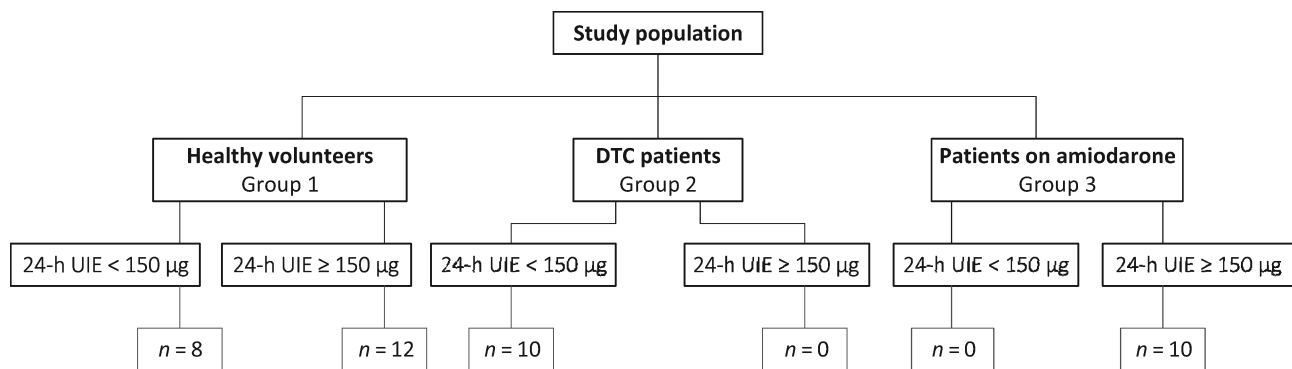 Study population
Healthy volunteers
Group 1
DTC patients
Group 2
Patients on amiodarone
Group 3
24-h UIE < 150 µg
24-h UIE ≥ 150 µg
24-h UIE < 150 µg
24-h UIE ≥ 150 µg
24-h UIE < 150 µg
24-h UIE ≥ 150 µg
n = 8
n = 12
n = 10
n = 0
n = 0
n = 10